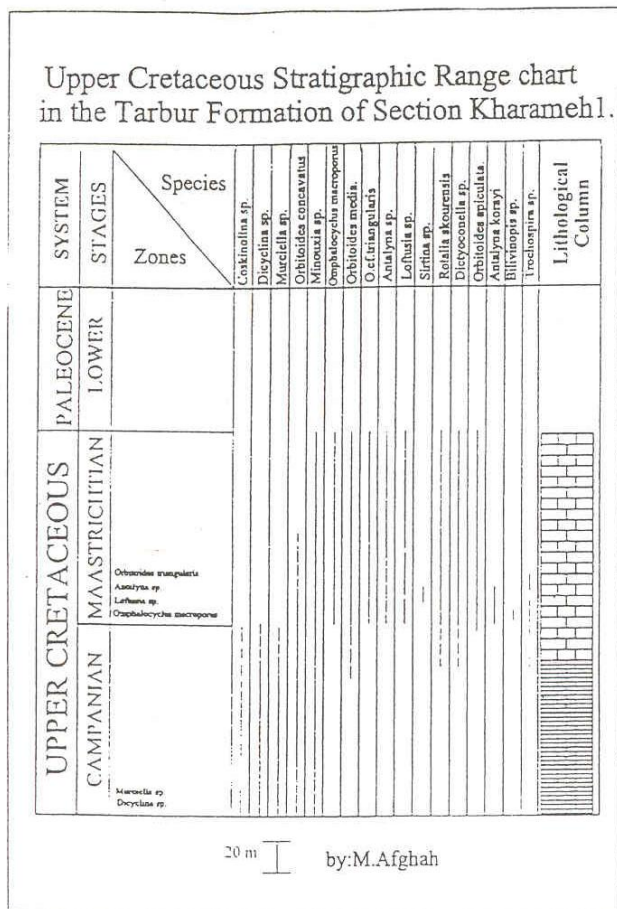 Upper Cretaceous Stratigraphic Range chart
in the Tarbur Formation of Section Kharameh1.
SYSTEM
STAGES
Species
Zones
Coskinolina sp.
Dicyclina sp.
Murciella sp.
Orbitoides concavatus
Minouxia sp.
Omphalocyclus macroporus
Orbitoides media.
O.cf.triangularis
Antalyna sp.
Loftusia sp.
Sirtina sp.
Rotalia skourensis
Dictyoconella sp.
Orbitoides apiculata.
Antalyna korayi
Bilivinopis sp.
Trochospira sp.
Lithological
Column
PALEOCENE
LOWER
UPPER CRETACEOUS
MAASTRICIITIAN
Orbitoides triangularis
Antalyna sp.
Loftusia sp.
Omphalocyclus macroporus
CAMPANIAN
Murciella sp.
Dicyclina sp.
20 m
by:M.Afghah